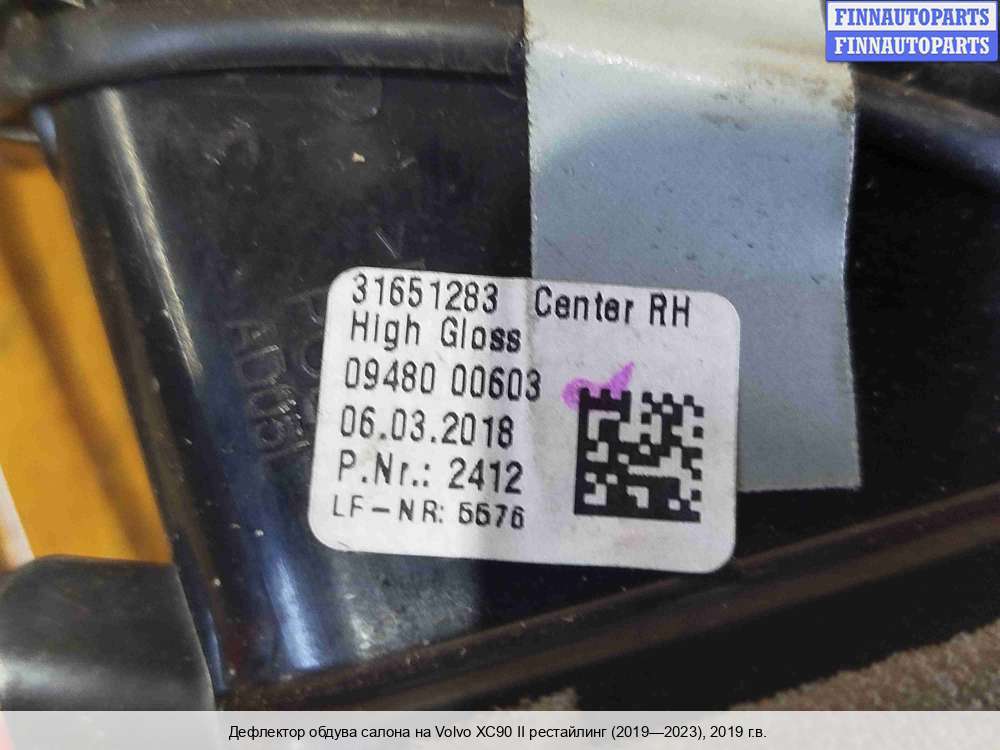 FINNAUTOPARTS
FINNAUTOPARTS
31651283 Center RH
High Gloss
09480 00603
06.03.2018
P.Nr.: 2412
LF-NR: 5576
Дефлектор обдува салона на Volvo XC90 II рестайлинг (2019—2023), 2019 г.в.